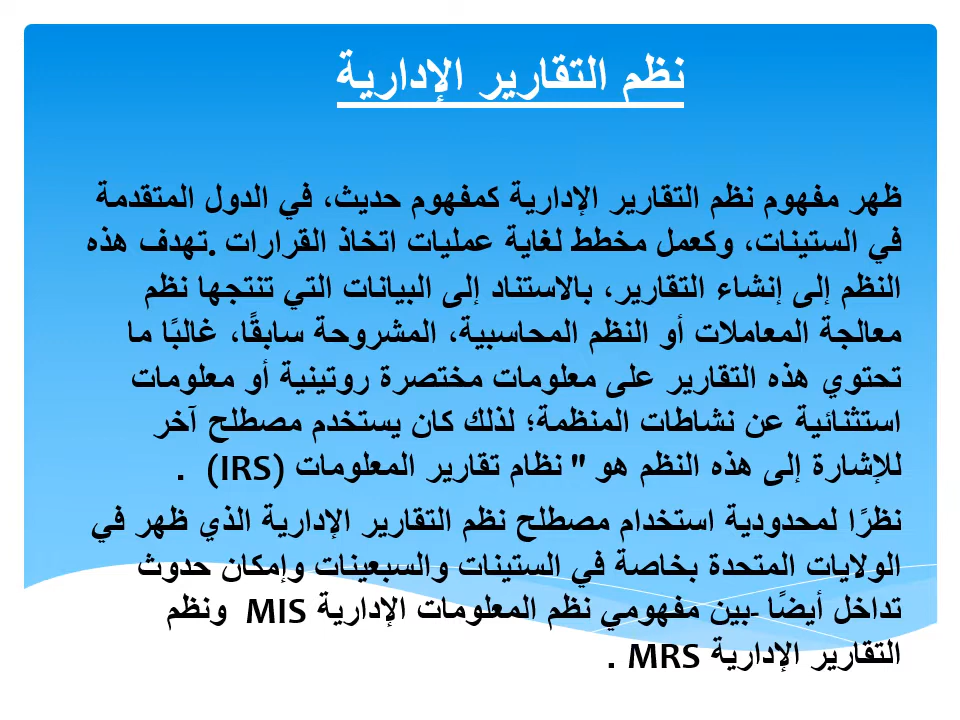 نظم التقارير الإدارية
ظهر مفهوم نظم التقارير الإدارية كمفهوم حديث، في الدول المتقدمة
في الستينات، وكعمل مخطط لغاية عمليات اتخاذ القرارات .تهدف هذه
النظم إلى إنشاء التقارير، بالاستناد إلى البيانات التي تنتجها نظم
معالجة المعاملات أو النظم المحاسبية، المشروحة سابقًا، غالبًا ما
تحتوي هذه التقارير على معلومات مختصرة روتينية أو معلومات
استثنائية عن نشاطات المنظمة؛ لذلك كان يستخدم مصطلح آخر
للإشارة إلى هذه النظم هو " نظام تقارير المعلومات (IRS) .
نظرًا لمحدودية استخدام مصطلح نظم التقارير الإدارية الذي ظهر في
الولايات المتحدة بخاصة في الستينات والسبعينات وإمكان حدوث
تداخل أيضًا -بين مفهومي نظم المعلومات الإدارية MIS ونظم
التقارير الإدارية MRS .